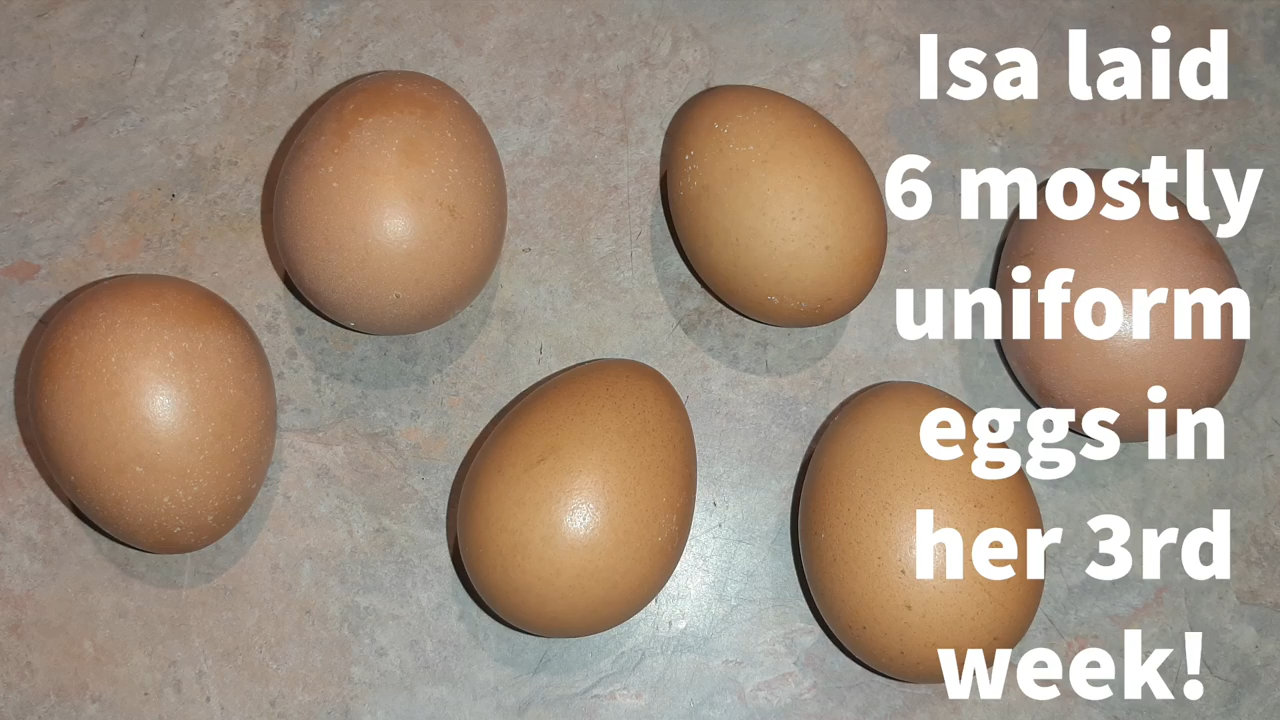 Isa laid
6 mostly
uniform
eggs in
her 3rd
week!